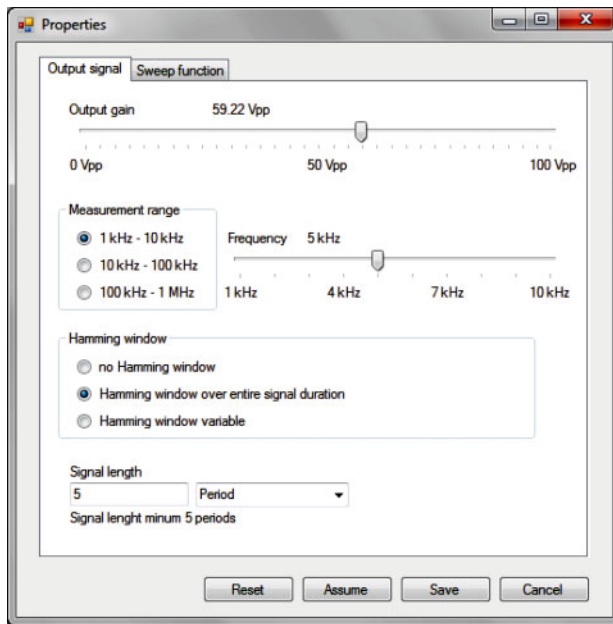 Properties
Output signal Sweep function
Output gain 59.22 Vpp
0 Vpp 50 Vpp 100 Vpp
Measurement range
1 kHz - 10 kHz
Frequency 5 kHz
10 kHz - 100 kHz
100 kHz - 1 MHz
1 kHz 4 kHz 7 kHz 10 kHz
Hamming window
no Hamming window
Hamming window over entire signal duration
Hamming window variable
Signal length
5 Period
Signal lenght minum 5 periods
Reset Assume Save Cancel